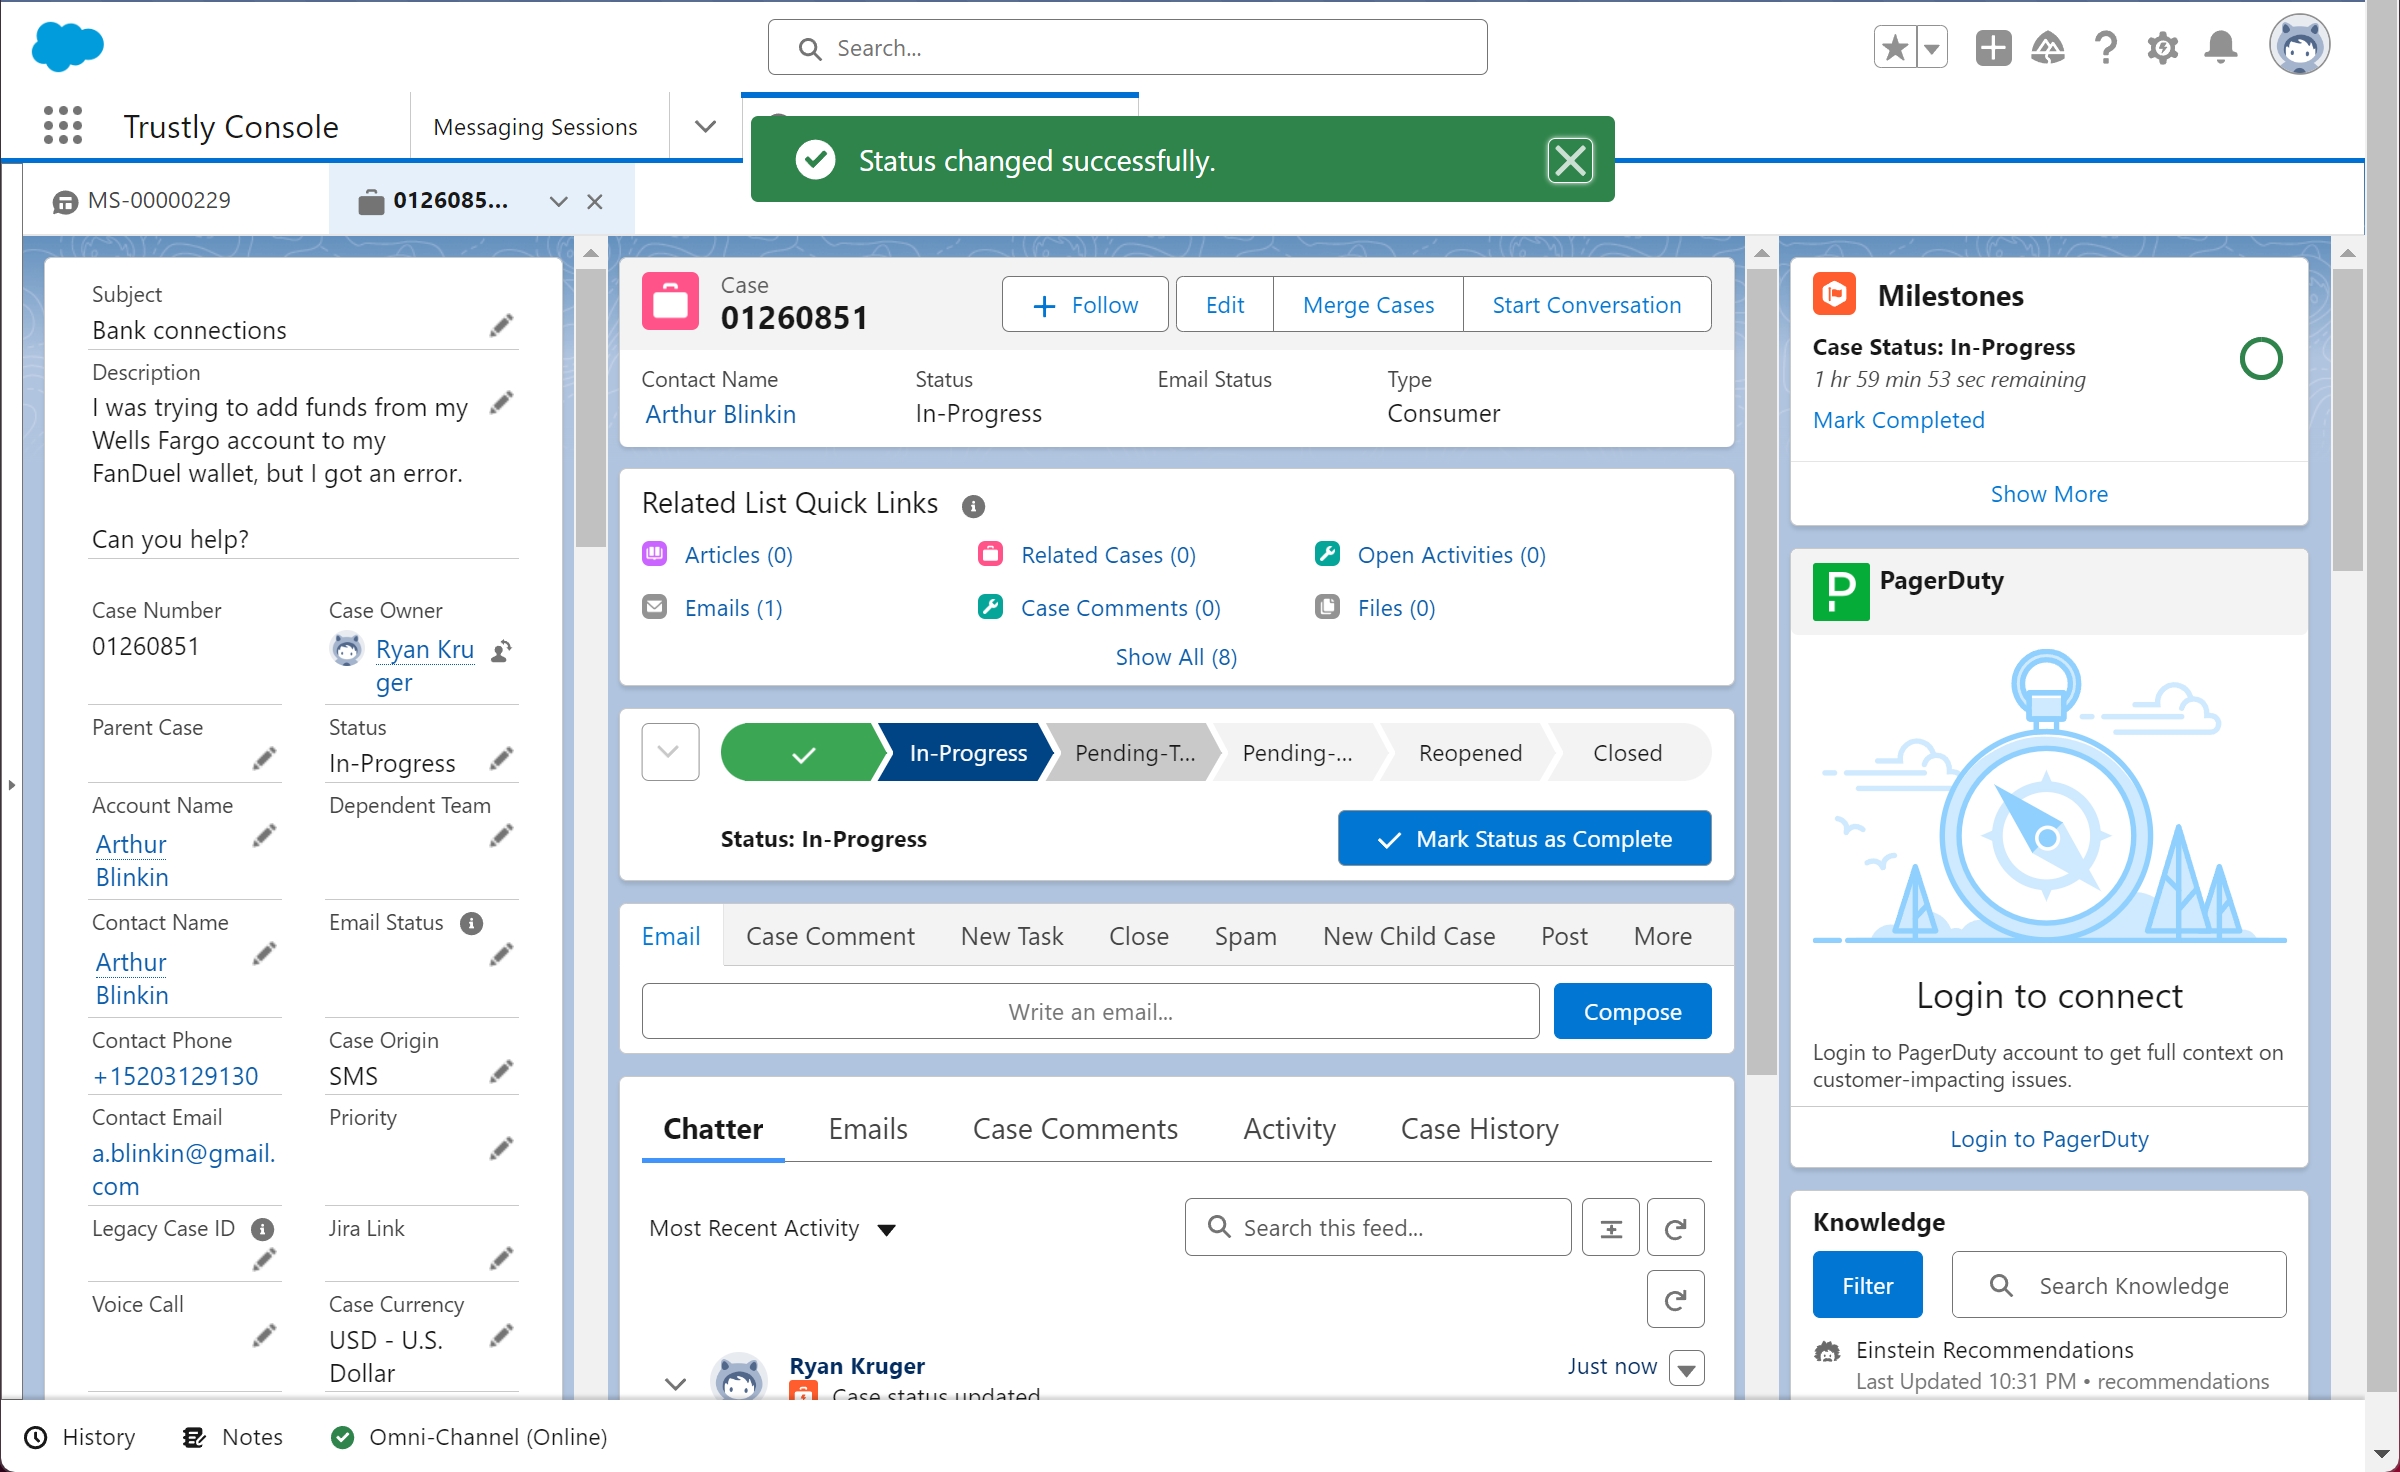 Search...
Trustly Console
Messaging Sessions
Status changed successfully.
MS-00000229
0126085...
Subject
Bank connections
Description
I was trying to add funds from my
Wells Fargo account to my
FanDuel wallet, but I got an error.
Can you help?
Case Number
01260851
Case Owner
Ryan Kru
ger
Parent Case
Status
In-Progress
Account Name
Arthur
Blinkin
Dependent Team
Contact Name
Arthur
Blinkin
Email Status
Contact Phone
+15203129130
Case Origin
SMS
Contact Email
a.blinkin@gmail.
com
Priority
Legacy Case ID
Jira Link
Voice Call
Case Currency
USD - U.S.
Dollar
Case
01260851
Follow
Edit
Merge Cases
Start Conversation
Contact Name
Arthur Blinkin
Status
In-Progress
Email Status
Type
Consumer
Related List Quick Links
Articles (0)
Related Cases (0)
Open Activities (0)
Emails (1)
Case Comments (0)
Files (0)
Show All (8)
In-Progress
Pending-T...
Pending-...
Reopened
Closed
Status: In-Progress
Mark Status as Complete
Email
Case Comment
New Task
Close
Spam
New Child Case
Post
More
Write an email...
Compose
Chatter
Emails
Case Comments
Activity
Case History
Most Recent Activity
Search this feed...
Ryan Kruger
Just now
Case status updated
Milestones
Case Status: In-Progress
1 hr 59 min 53 sec remaining
Mark Completed
Show More
P
PagerDuty
Login to connect
Login to PagerDuty account to get full context on
customer-impacting issues.
Login to PagerDuty
Knowledge
Filter
Search Knowledge
Einstein Recommendations
Last Updated 10:31 PM • recommendations
History
Notes
Omni-Channel (Online)